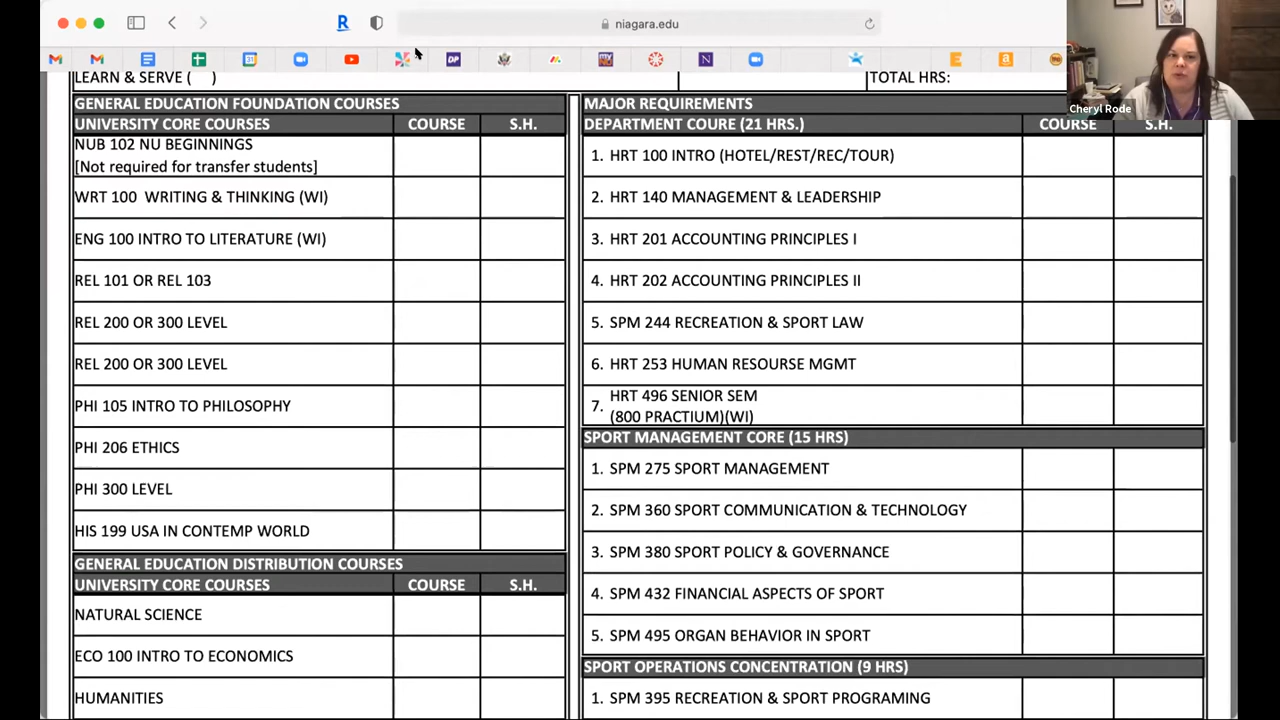 niagara.edu
Cheryl Rode
LEARN & SERVE ( )
TOTAL HRS:
GENERAL EDUCATION FOUNDATION COURSES
UNIVERSITY CORE COURSES COURSE S.H.
NUB 102 NU BEGINNINGS
[Not required for transfer students]
WRT 100 WRITING & THINKING (WI)
ENG 100 INTRO TO LITERATURE (WI)
REL 101 OR REL 103
REL 200 OR 300 LEVEL
REL 200 OR 300 LEVEL
PHI 105 INTRO TO PHILOSOPHY
PHI 206 ETHICS
PHI 300 LEVEL
HIS 199 USA IN CONTEMP WORLD
GENERAL EDUCATION DISTRIBUTION COURSES
UNIVERSITY CORE COURSES COURSE S.H.
NATURAL SCIENCE
ECO 100 INTRO TO ECONOMICS
HUMANITIES
MAJOR REQUIREMENTS
DEPARTMENT COURE (21 HRS.) COURSE S.H.
1. HRT 100 INTRO (HOTEL/REST/REC/TOUR)
2. HRT 140 MANAGEMENT & LEADERSHIP
3. HRT 201 ACCOUNTING PRINCIPLES I
4. HRT 202 ACCOUNTING PRINCIPLES II
5. SPM 244 RECREATION & SPORT LAW
6. HRT 253 HUMAN RESOURSE MGMT
7. HRT 496 SENIOR SEM
(800 PRACTIUM)(WI)
SPORT MANAGEMENT CORE (15 HRS)
1. SPM 275 SPORT MANAGEMENT
2. SPM 360 SPORT COMMUNICATION & TECHNOLOGY
3. SPM 380 SPORT POLICY & GOVERNANCE
4. SPM 432 FINANCIAL ASPECTS OF SPORT
5. SPM 495 ORGAN BEHAVIOR IN SPORT
SPORT OPERATIONS CONCENTRATION (9 HRS)
1. SPM 395 RECREATION & SPORT PROGRAMING